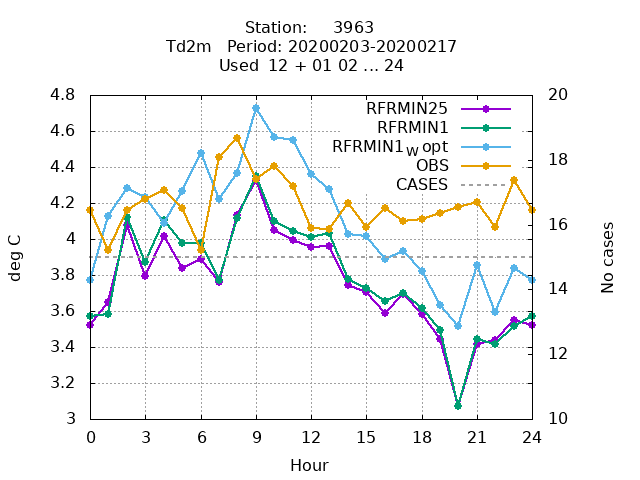 Station: 3963
Td2m Period: 20200203-20200217
Used 12 + 01 02 ... 24
4.8
4.6
4.4
4.2
4
3.8
3.6
3.4
3.2
3
20
18
16
14
12
10
RFRMIN25
RFRMIN1
RFRMIN1w opt
OBS
CASES
deg C
No cases
0 3 6 9 12 15 18 21 24
Hour